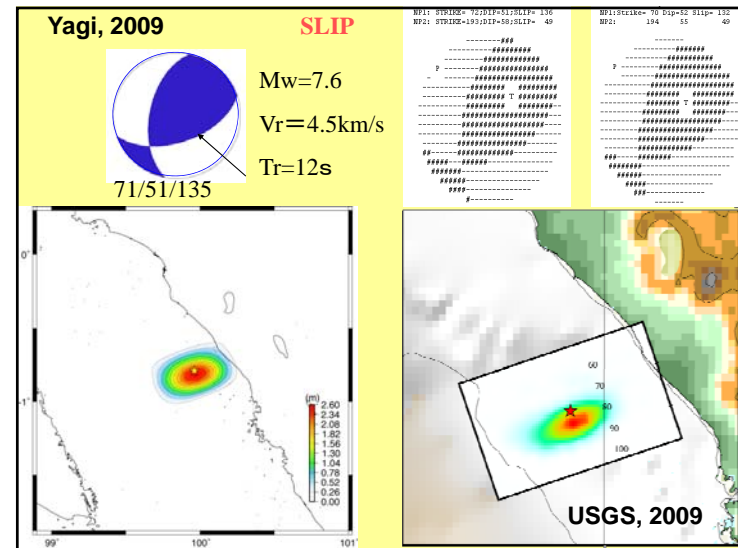 Yagi, 2009
SLIP
Mw=7.6
Vr=4.5km/s
Tr=12s
71/51/135
NP1: STRIKE= 72;DIP=51;SLIP= 136
NP2: STRIKE=193;DIP=58;SLIP= 49
P
T
NP1:Strike= 70 Dip=52 Slip= 132
NP2: 194 55 49
P
T
0°
-1°
99°
100°
101°
(m)
2.60
2.34
2.08
1.82
1.56
1.30
1.04
0.78
0.52
0.26
0.00
60
70
80
90
100
USGS, 2009